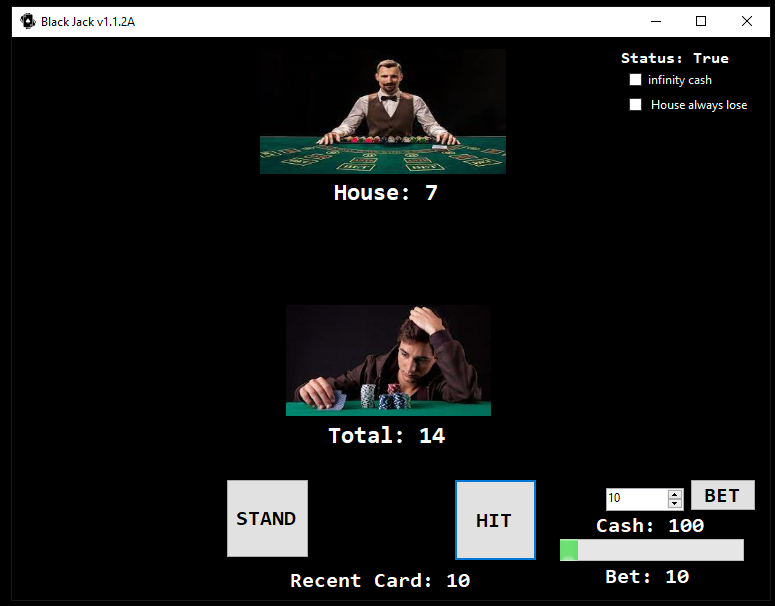 Black Jack v1.1.2A
Status: True
infinity cash
House always lose
House: 7
Total: 14
STAND
HIT
10
BET
Cash: 100
Bet: 10
Recent Card: 10